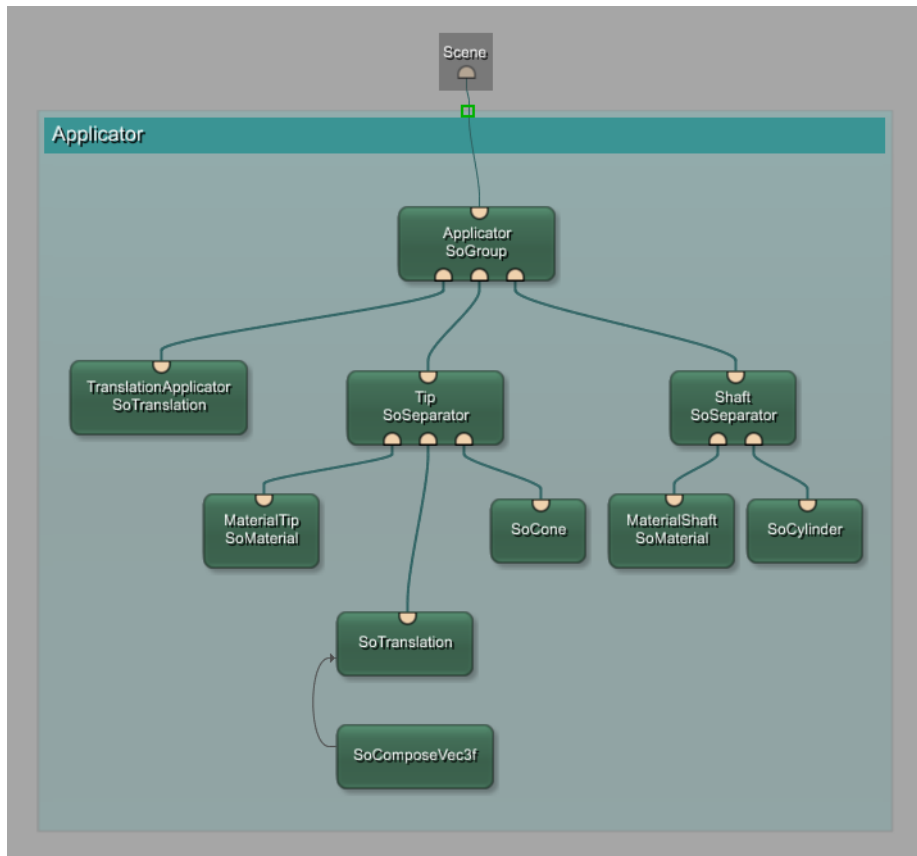 Scene
Applicator
Applicator
SoGroup
TranslationApplicator
SoTranslation
Tip
SoSeparator
Shaft
SoSeparator
MaterialTip
SoMaterial
SoCone
MaterialShaft
SoMaterial
SoCylinder
SoTranslation
SoComposeVec3f